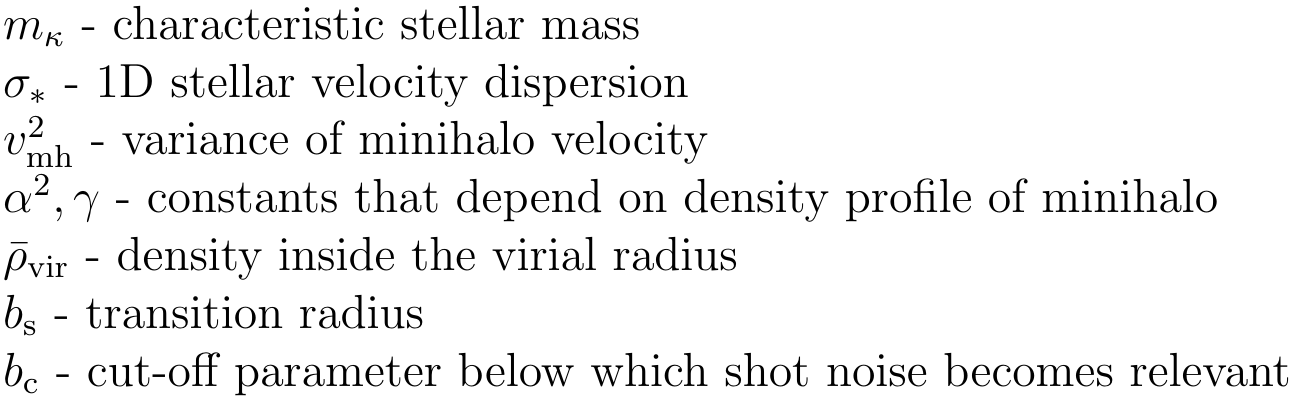 m_κ - characteristic stellar mass
σ_* - 1D stellar velocity dispersion
v²_mh - variance of minihalo velocity
α², γ - constants that depend on density profile of minihalo
ρ̄_vir - density inside the virial radius
b_s - transition radius
b_c - cut-off parameter below which shot noise becomes relevant